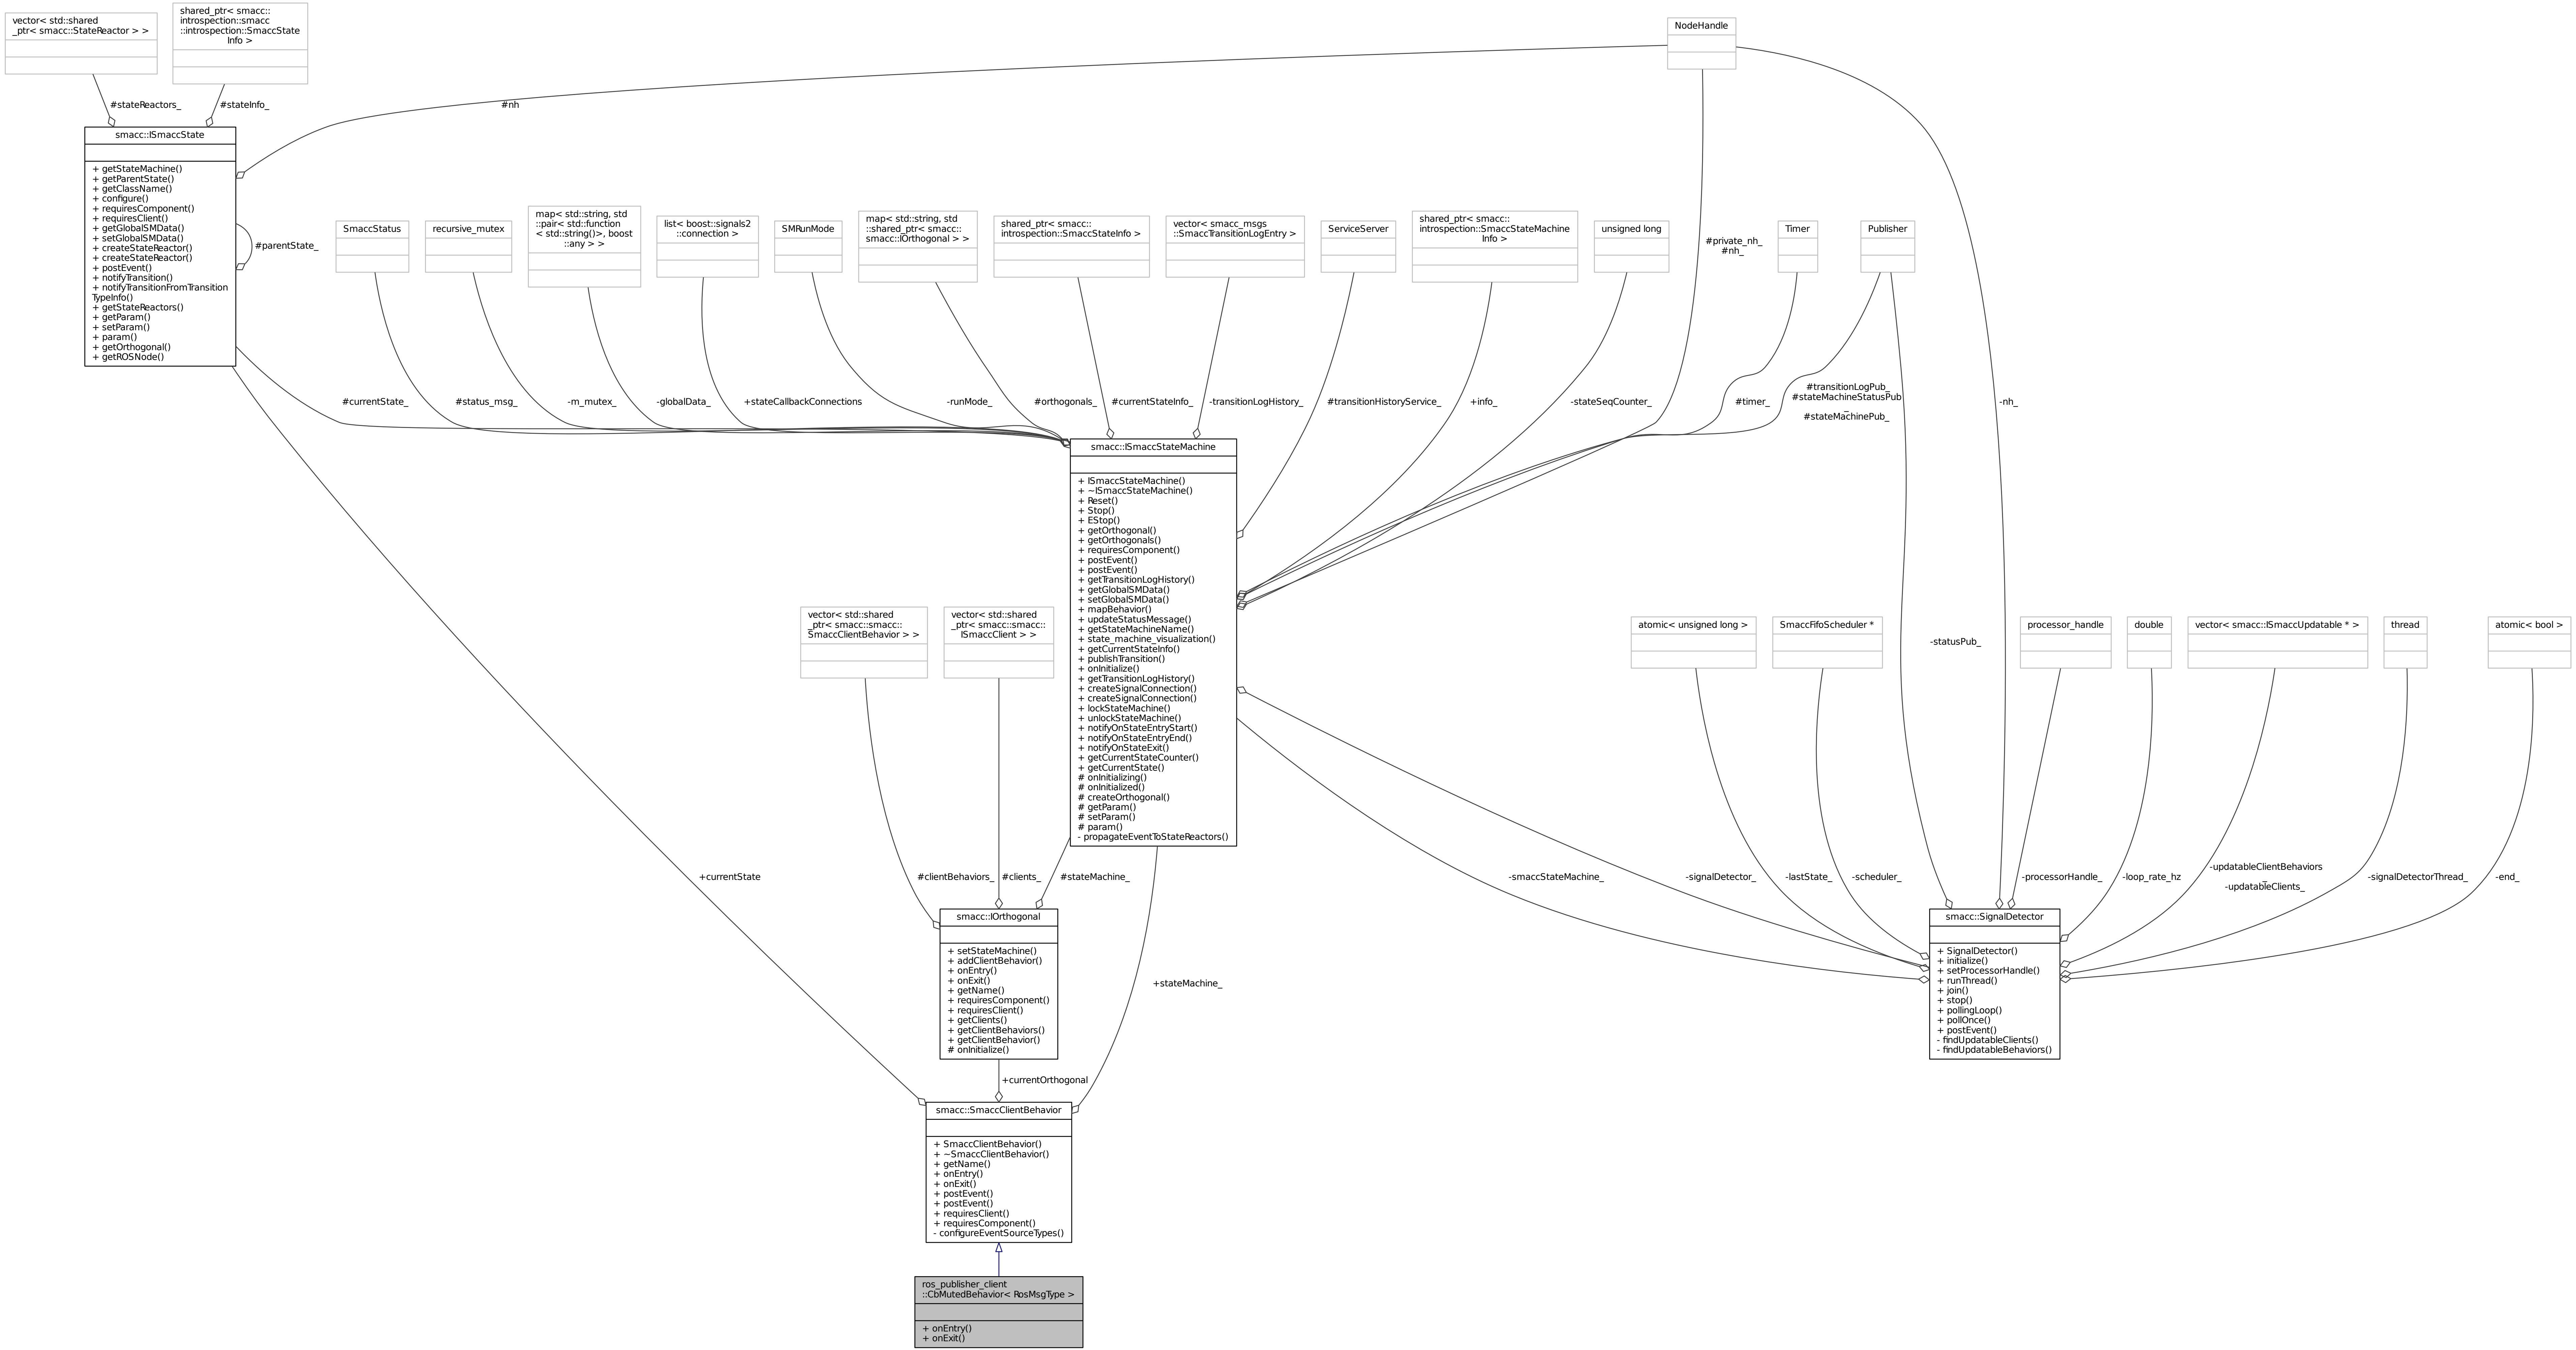 vector< std::shared
_ptr< smacc::StateReactor > >
shared_ptr< smacc::
introspection::smacc
::introspection::SmaccState
Info >
NodeHandle
#stateReactors_
#stateInfo_
#nh
smacc::ISmaccState
+ getStateMachine()
+ getParentState()
+ getClassName()
+ configure()
+ requiresComponent()
+ requiresClient()
+ getGlobalSMData()
+ setGlobalSMData()
+ createStateReactor()
+ createStateReactor()
+ postEvent()
+ notifyTransition()
+ notifyTransitionFromTransition
TypeInfo()
+ getStateReactors()
+ getParam()
+ setParam()
+ param()
+ getOrthogonal()
+ getROSNode()
#parentState_
SmaccStatus
recursive_mutex
map< std::string, std
::pair< std::function
< std::string()>, boost
::any > >
list< boost::signals2
::connection >
SMRunMode
map< std::string, std
::shared_ptr< smacc::
smacc::IOrthogonal > >
shared_ptr< smacc::
introspection::SmaccStateInfo >
vector< smacc_msgs
::SmaccTransitionLogEntry >
ServiceServer
shared_ptr< smacc::
introspection::SmaccStateMachine
Info >
unsigned long
#private_nh_
#nh_
Timer
Publisher
#currentState_
#status_msg_
-m_mutex_
-globalData_
+stateCallbackConnections
-runMode_
#orthogonals_
#currentStateInfo_
-transitionLogHistory_
#transitionHistoryService_
+info_
-stateSeqCounter_
#timer_
#transitionLogPub_
#stateMachineStatusPub
_
#stateMachinePub_
-nh_
smacc::ISmaccStateMachine
+ ISmaccStateMachine()
+ ~ISmaccStateMachine()
+ Reset()
+ Stop()
+ EStop()
+ getOrthogonal()
+ getOrthogonals()
+ requiresComponent()
+ postEvent()
+ postEvent()
+ getTransitionLogHistory()
+ getGlobalSMData()
+ setGlobalSMData()
+ mapBehavior()
+ updateStatusMessage()
+ getStateMachineName()
+ state_machine_visualization()
+ getCurrentStateInfo()
+ publishTransition()
+ onInitialize()
+ getTransitionLogHistory()
+ createSignalConnection()
+ createSignalConnection()
+ lockStateMachine()
+ unlockStateMachine()
+ notifyOnStateEntryStart()
+ notifyOnStateEntryEnd()
+ notifyOnStateExit()
+ getCurrentStateCounter()
+ getCurrentState()
# onInitializing()
# onInitialized()
# createOrthogonal()
# getParam()
# setParam()
# param()
- propagateEventToStateReactors()
vector< std::shared
_ptr< smacc::smacc::
SmaccClientBehavior > >
vector< std::shared
_ptr< smacc::smacc::
ISmaccClient > >
atomic< unsigned long >
SmaccFifoScheduler *
-statusPub_
processor_handle
double
vector< smacc::ISmaccUpdatable * >
thread
atomic< bool >
+currentState
#clientBehaviors_
#clients_
#stateMachine_
-smaccStateMachine_
-signalDetector_
-lastState_
-scheduler_
-processorHandle_
-loop_rate_hz
-updatableClientBehaviors
_
-updatableClients_
-signalDetectorThread_
-end_
smacc::IOrthogonal
+ setStateMachine()
+ addClientBehavior()
+ onEntry()
+ onExit()
+ getName()
+ requiresComponent()
+ requiresClient()
+ getClients()
+ getClientBehaviors()
+ getClientBehavior()
# onInitialize()
+stateMachine_
smacc::SignalDetector
+ SignalDetector()
+ initialize()
+ setProcessorHandle()
+ runThread()
+ join()
+ stop()
+ pollingLoop()
+ pollOnce()
+ postEvent()
- findUpdatableClients()
- findUpdatableBehaviors()
+currentOrthogonal
smacc::SmaccClientBehavior
+ SmaccClientBehavior()
+ ~SmaccClientBehavior()
+ getName()
+ onEntry()
+ onExit()
+ postEvent()
+ postEvent()
+ requiresClient()
+ requiresComponent()
- configureEventSourceTypes()
ros_publisher_client
::CbMutedBehavior< RosMsgType >
+ onEntry()
+ onExit()